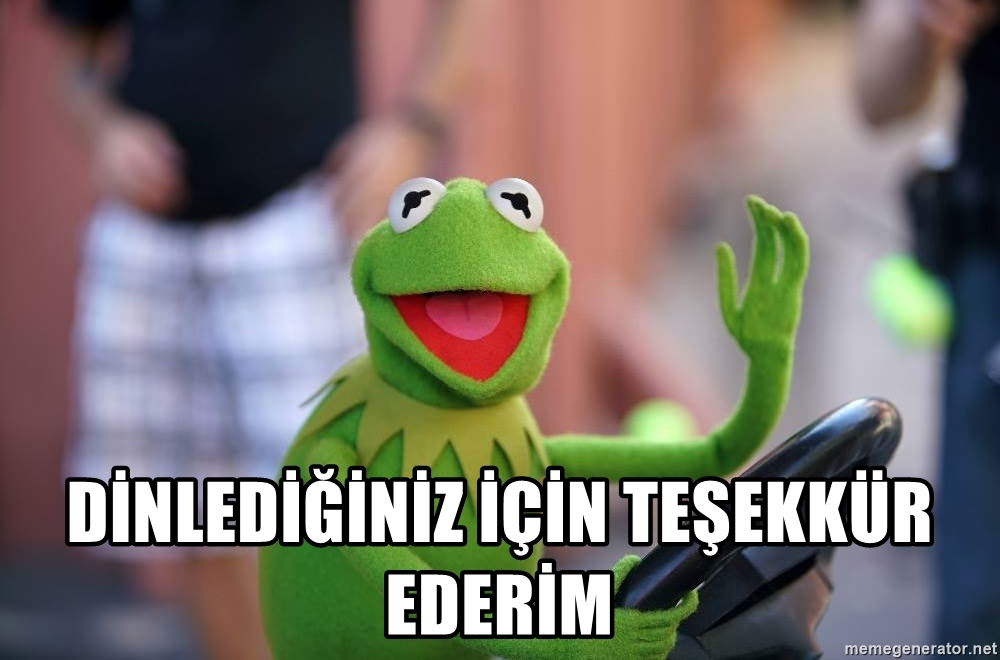 DİNLEDİĞİNİZ İÇİN TEŞEKKÜR
EDERİM
memegenerator.net